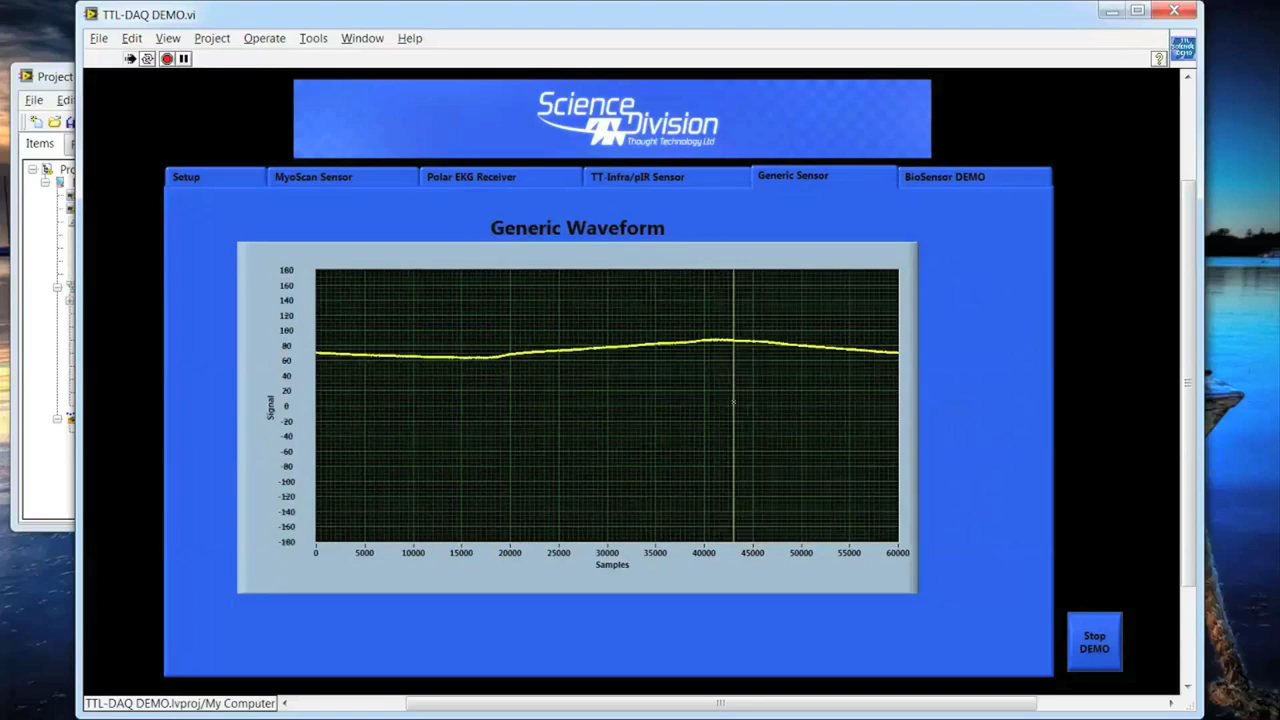 TTL-DAQ DEMO.vi
File Edit View Project Operate Tools Window Help
TTL
DEMO
Project
File
Items
Science
Division
Thought Technology Ltd
Setup MyoScan Sensor Polar EKG Receiver TT-Infra/pIR Sensor Generic Sensor BioSensor DEMO
Generic Waveform
180
160
140
120
100
80
60
40
20
0
-20
-40
-60
-80
-100
-120
-140
-160
-180
Signal
0 5000 10000 15000 20000 25000 30000 35000 40000 45000 50000 55000 60000
Samples
Stop
DEMO
TTL-DAQ DEMO.lvproj/My Computer